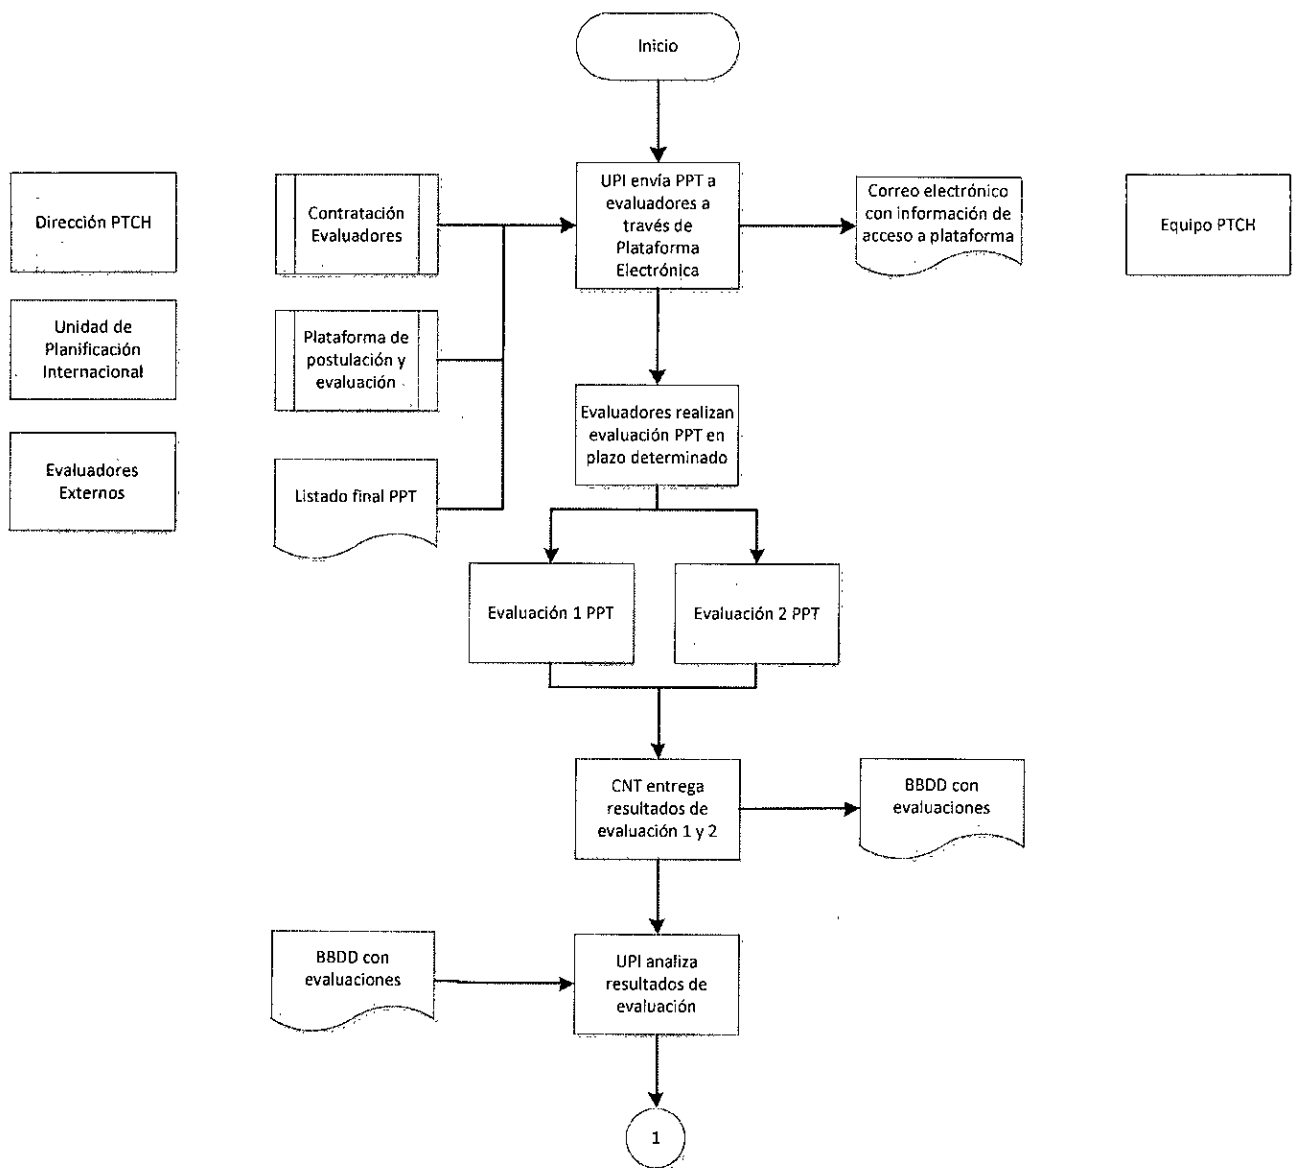 Inicio
Dirección PTCH
Contratación
Evaluadores
UPI envía PPT a
evaluadores a
través de
Plataforma
Electrónica
Correo electrónico
con información de
acceso a plataforma
Equipo PTCH
Unidad de
Planificación
Internacional
Plataforma de
postulación y
evaluación
Evaluadores realizan
evaluación PPT en
plazo determinado
Evaluadores
Externos
Listado final PPT
Evaluación 1 PPT
Evaluación 2 PPT
CNT entrega
resultados de
evaluación 1 y 2
BBDD con
evaluaciones
BBDD con
evaluaciones
UPI analiza
resultados de
evaluación
1